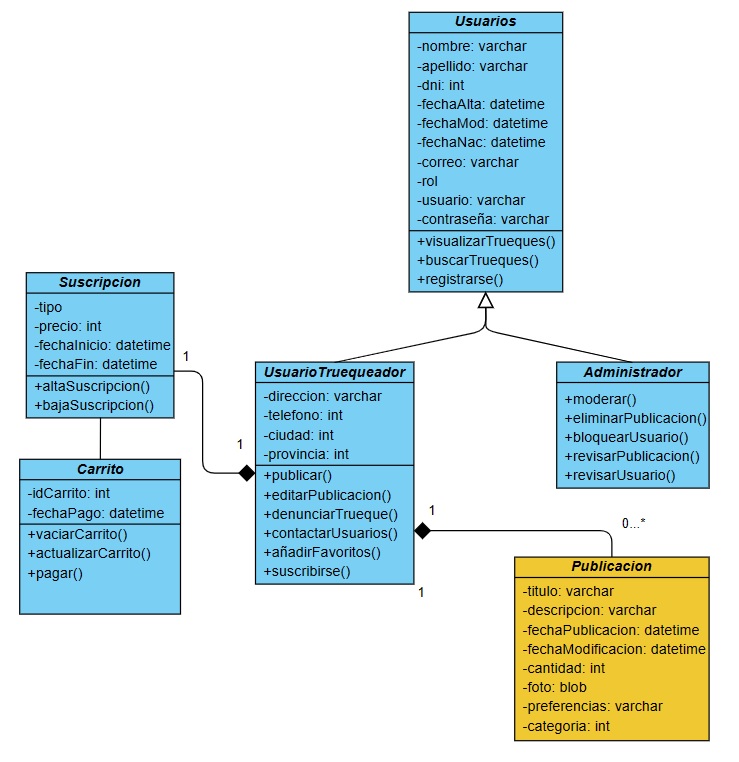 Usuarios
-nombre: varchar
-apellido: varchar
-dni: int
-fechaAlta: datetime
-fechaMod: datetime
-fechaNac: datetime
-correo: varchar
-rol
-usuario: varchar
-contraseña: varchar
+visualizarTrueques()
+buscarTrueques()
+registrarse()
Suscripcion
-tipo
-precio: int
-fechaInicio: datetime
-fechaFin: datetime
+altaSuscripcion()
+bajaSuscripcion()
1
1
Carrito
-idCarrito: int
-fechaPago: datetime
+vaciarCarrito()
+actualizarCarrito()
+pagar()
UsuarioTruequeador
-direccion: varchar
-telefono: int
-ciudad: int
-provincia: int
+publicar()
+editarPublicacion()
+denunciarTrueque()
+contactarUsuarios()
+añadirFavoritos()
+suscribirse()
1
1
Administrador
+moderar()
+eliminarPublicacion()
+bloquearUsuario()
+revisarPublicacion()
+revisarUsuario()
0...*
Publicacion
-titulo: varchar
-descripcion: varchar
-fechaPublicacion: datetime
-fechaModificacion: datetime
-cantidad: int
-foto: blob
-preferencias: varchar
-categoria: int